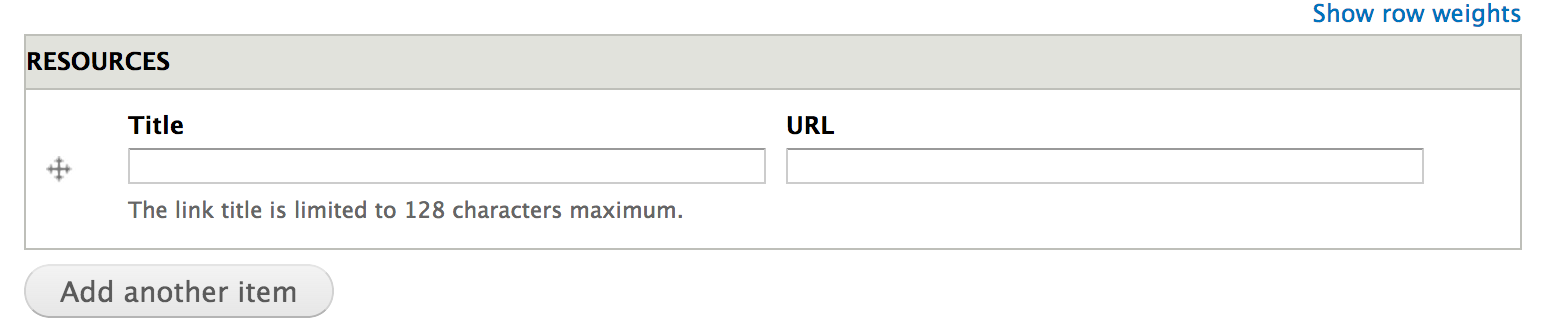 Show row weights
RESOURCES
Title
URL
The link title is limited to 128 characters maximum.
Add another item